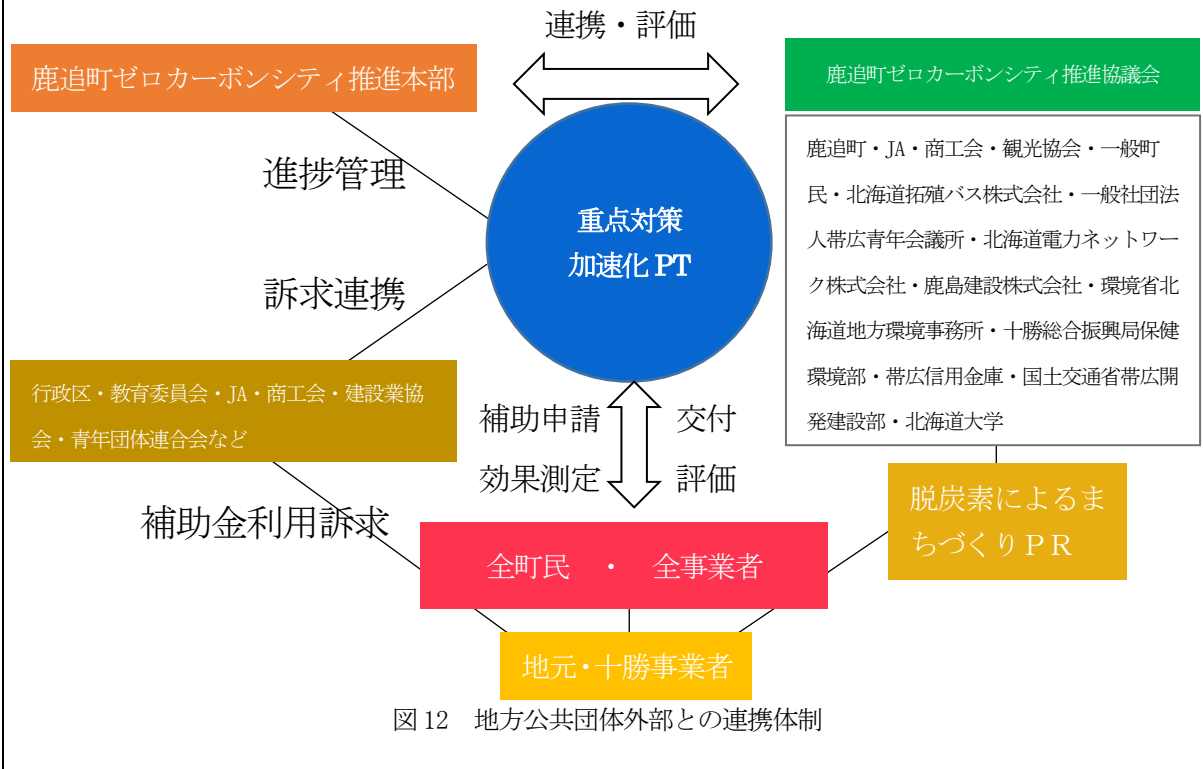 連携・評価
鹿追町ゼロカーボンシティ推進本部
鹿追町ゼロカーボンシティ推進協議会
鹿追町・JA・商工会・観光協会・一般町
民・北海道拓殖バス株式会社・一般社団法
人帯広青年会議所・北海道電力ネットワー
ク株式会社・鹿島建設株式会社・環境省北
海道地方環境事務所・十勝総合振興局保健
環境部・帯広信用金庫・国土交通省帯広開
発建設部・北海道大学
進捗管理
重点対策
加速化 PT
訴求連携
行政区・教育委員会・JA・商工会・建設業協
会・青年団体連合会など
補助申請 交付
効果測定 評価
脱炭素によるま
ちづくりPR
補助金利用訴求
全町民 ・ 全事業者
地元・十勝事業者
図 12 地方公共団体外部との連携体制